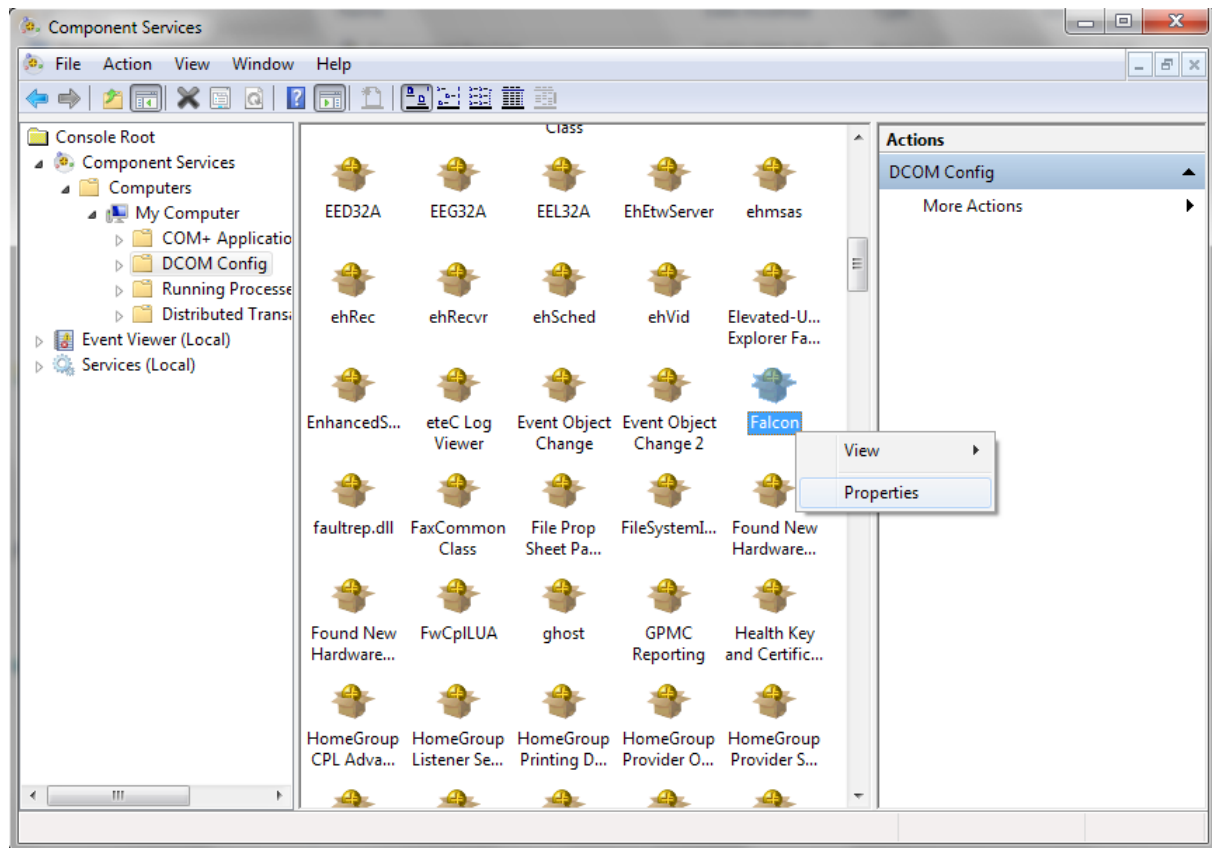 Component Services
File Action View Window Help
Console Root
Component Services
Computers
My Computer
COM+ Applicatio
DCOM Config
Running Processe
Distributed Transa
Event Viewer (Local)
Services (Local)
Class
EED32A EEG32A EEL32A EhEtwServer ehmsas
ehRec ehRecvr ehSched ehVid Elevated-U...
Explorer Fa...
EnhancedS... eteC Log Event Object Event Object Falcon
Viewer Change Change 2
faultrep.dll FaxCommon File Prop FileSystemI... Found New
Class Sheet Pa... Hardware...
Found New FwCplLUA ghost GPMC Health Key
Hardware... Reporting and Certific...
HomeGroup HomeGroup HomeGroup HomeGroup HomeGroup
CPL Adva... Listener Se... Printing D... Provider O... Provider S...
View
Properties
Actions
DCOM Config
More Actions